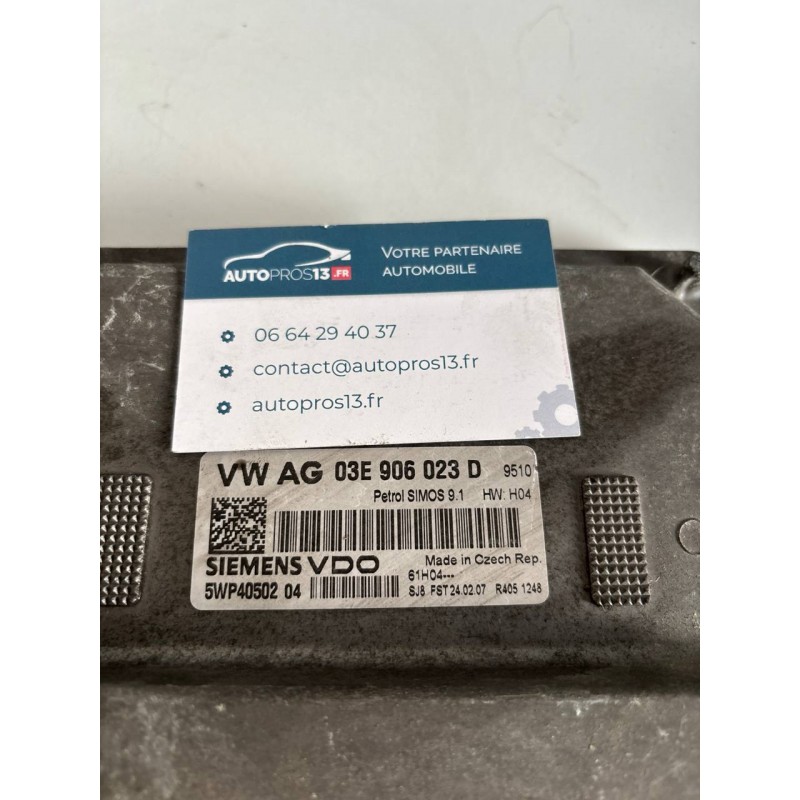 AUTOPROS13.FR
VOTRE PARTENAIRE
AUTOMOBILE
06 64 29 40 37
contact@autopros13.fr
autopros13.fr
VW AG 03E 906 023 D 9510
Petrol SIMOS 9.1 HW: H04
SIEMENS VDO Made in Czech Rep.
61H04---
5WP40502 04 SJ8 FST 24.02.07 R405 1248